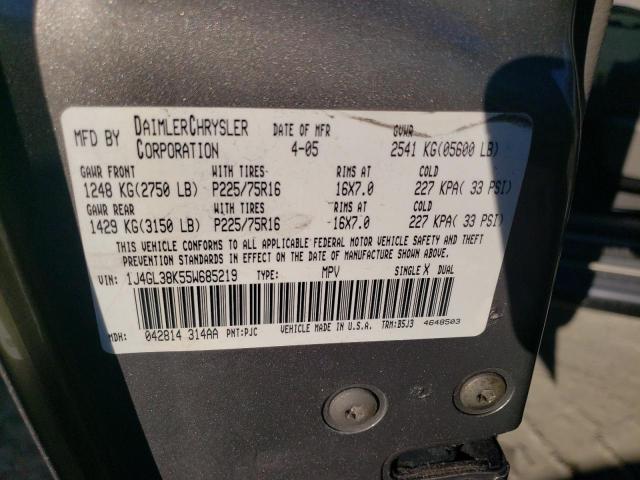 MFD BY DAIMLERCHRYSLER CORPORATION DATE OF MFR 4-05 GVWR 2541 KG(05600 LB)
GAWR FRONT WITH TIRES RIMS AT COLD
1248 KG(2750 LB) P225/75R16 16X7.0 227 KPA( 33 PSI)
GAWR REAR WITH TIRES RIMS AT COLD
1429 KG(3150 LB) P225/75R16 16X7.0 227 KPA( 33 PSI)
THIS VEHICLE CONFORMS TO ALL APPLICABLE FEDERAL MOTOR VEHICLE SAFETY AND THEFT
PREVENTION STANDARDS IN EFFECT ON THE DATE OF MANUFACTURE SHOWN ABOVE.
VIN: 1J4GL38K55W685219 TYPE: MPV SINGLE X DUAL
MDH: 042814 314AA PNT:PJC VEHICLE MADE IN U.S.A. TRM:B5J3 4648503